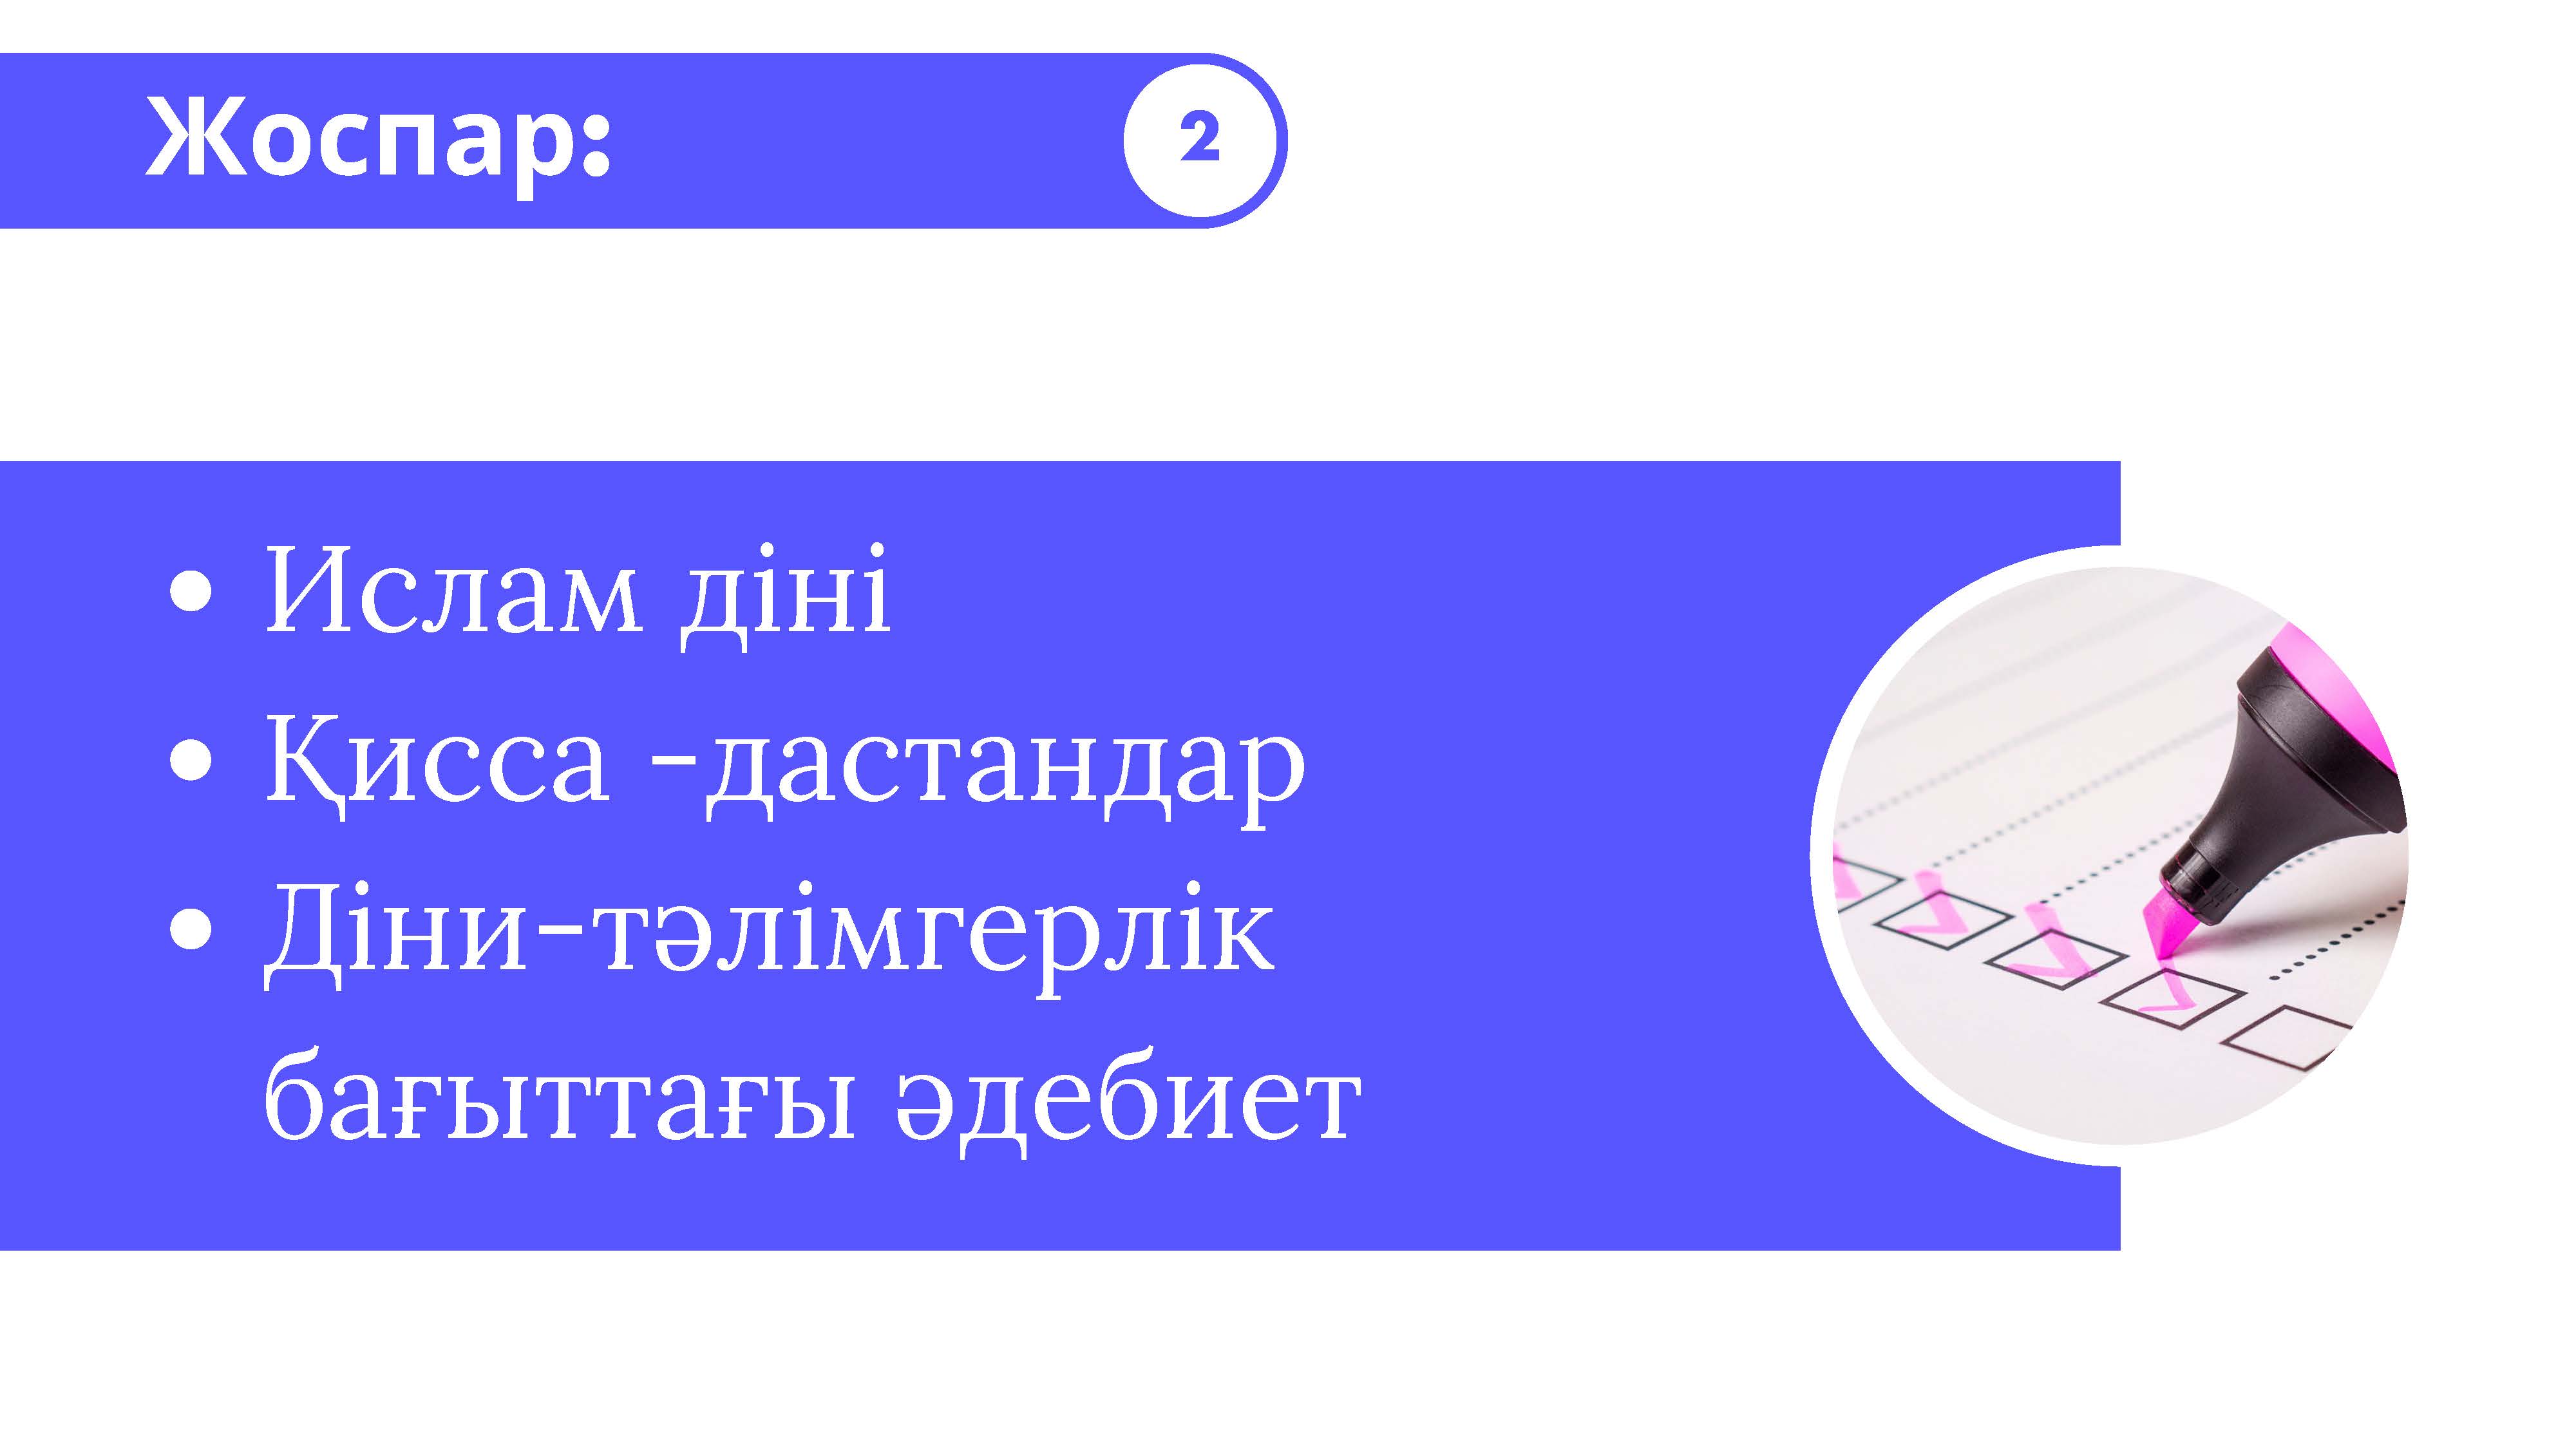 Жоспар:
2
• Ислам діні
• Қисса -дастандар
• Діни-тәлімгерлік
бағыттағы әдебиет